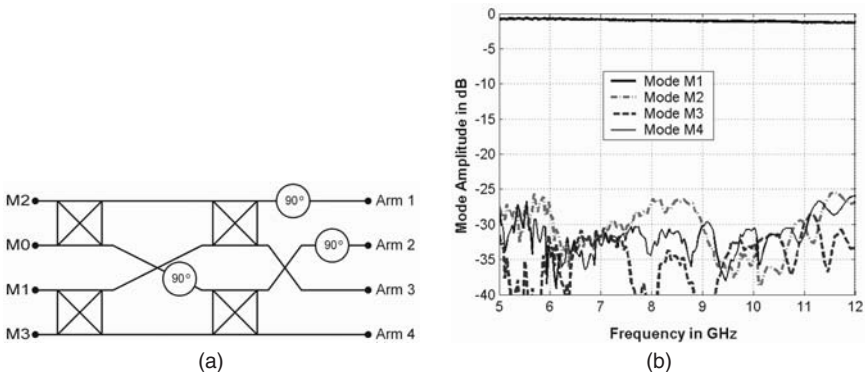 M2
M0
M1
M3
90°
90°
90°
Arm 1
Arm 2
Arm 3
Arm 4
(a)
Mode Amplitude in dB
0
-5
-10
-15
-20
-25
-30
-35
-40
Mode M1
Mode M2
Mode M3
Mode M4
5 6 7 8 9 10 11 12
Frequency in GHz
(b)